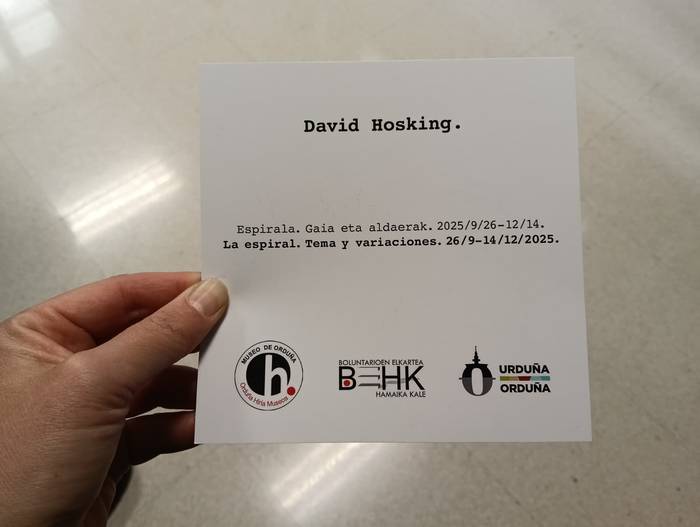 David Hosking.
Espirala. Gaia eta aldaerak. 2025/9/26-12/14.
La espiral. Tema y variaciones. 26/9-14/12/2025.
MUSEO DE ORDUÑA
h.
Orduña Hiria Museoa
BOLUNTARIOEN ELKARTEA
BEHK
HAMAIKA KALE
URDUÑA
ORDUÑA